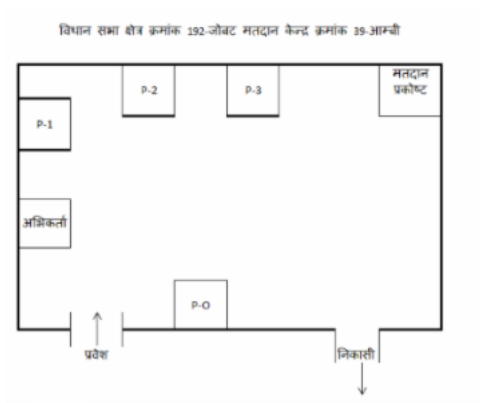 विधान सभा क्षेत्र क्रमांक 192-जोबट मतदान केन्द्र क्रमांक 39-आम्बी
मतदान
प्रकोष्ट
P-2
P-3
P-1
अभिकर्ता
P-O
प्रवेश
निकासी